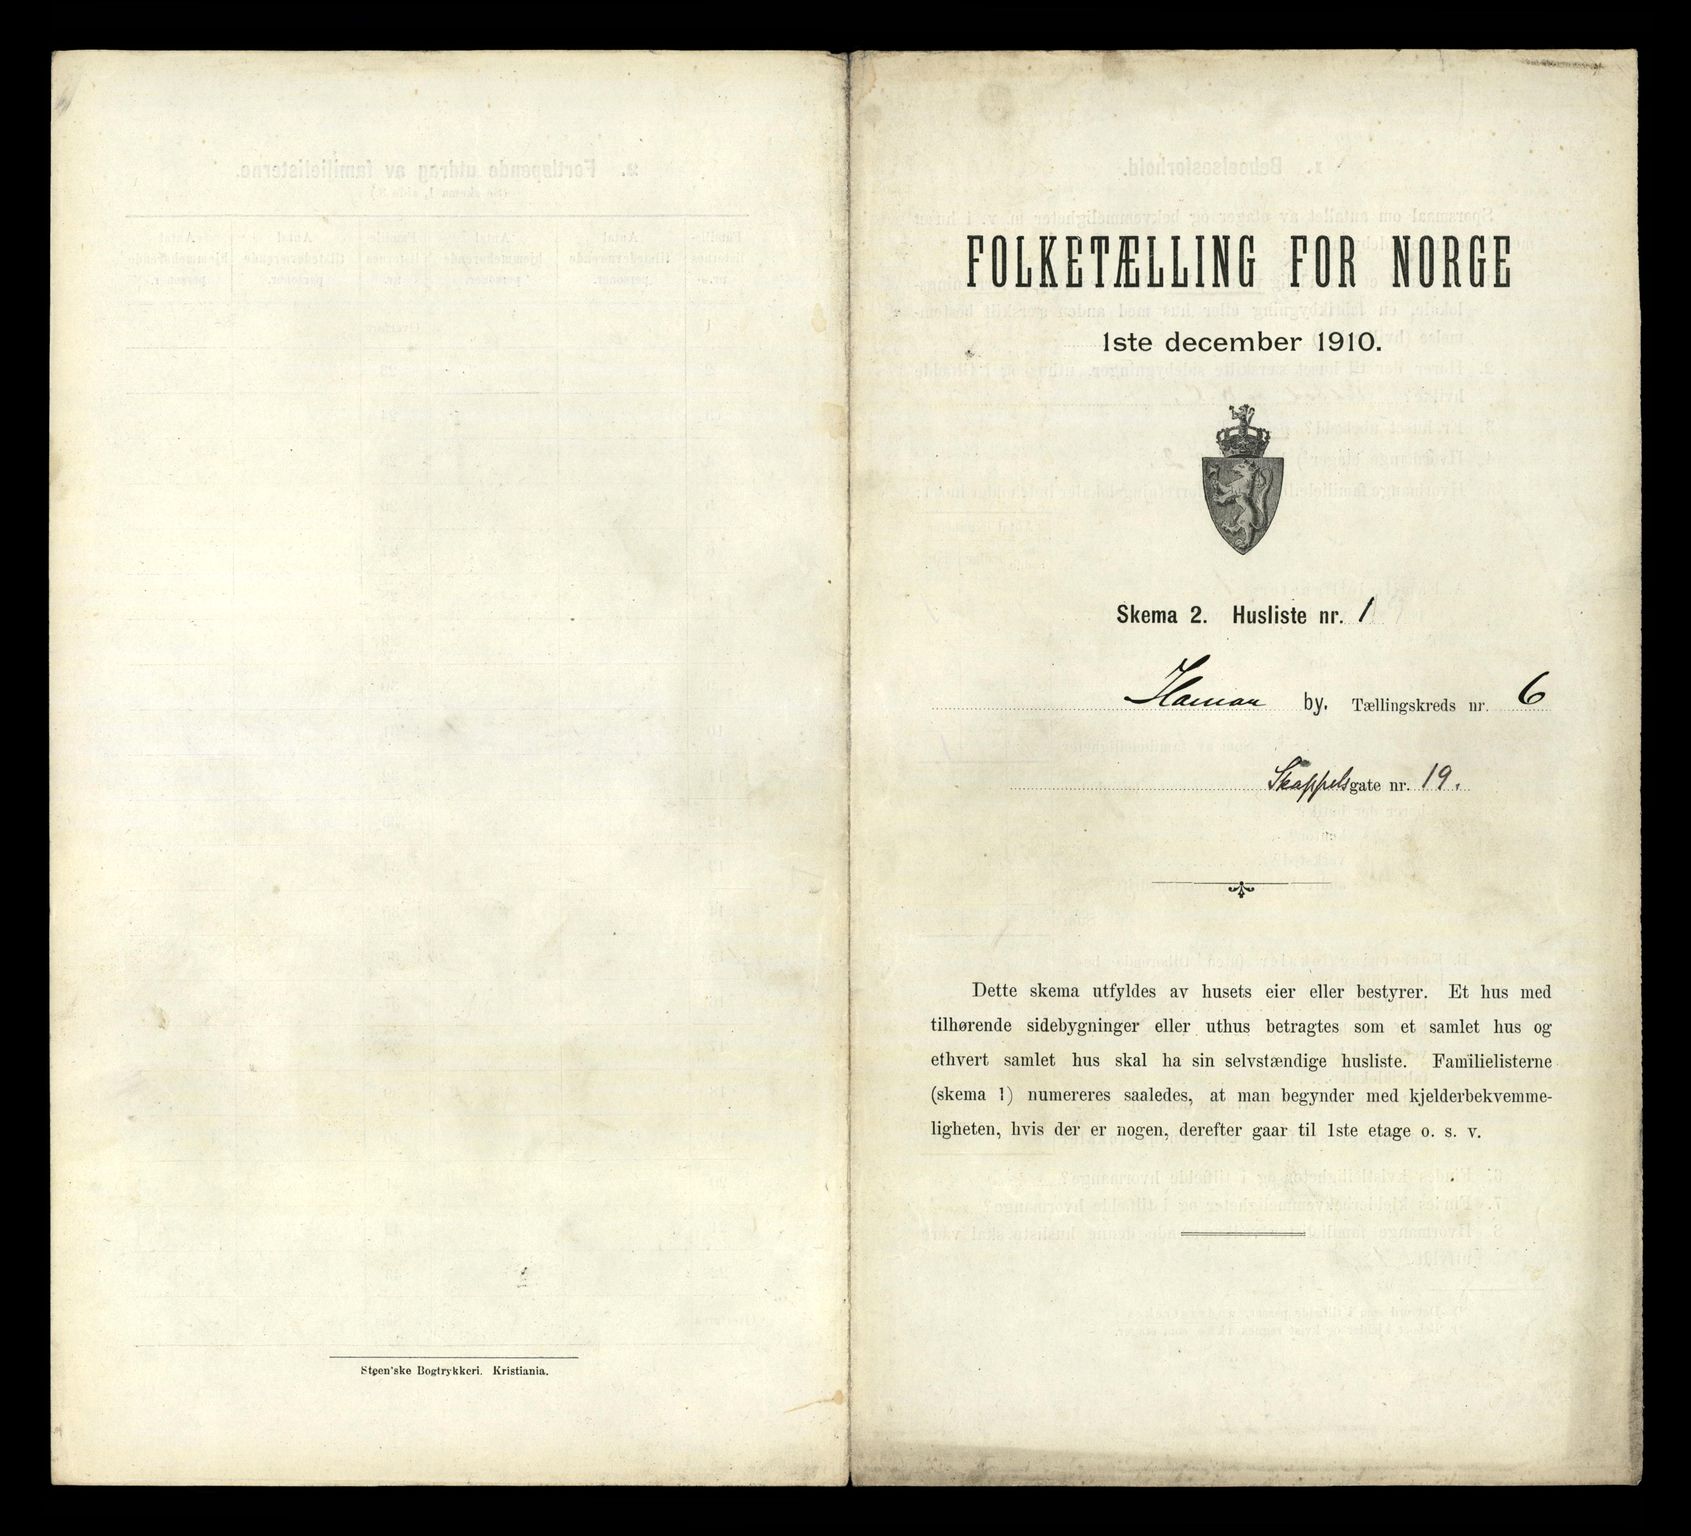 FOLKETÆLLING FOR NORGE
1ste december 1910.
Skema 2. Husliste nr. 1
Hamar by. Tællingskreds nr. 6
Skappelsgate nr. 19.
Dette skema utfyldes av husets eier eller bestyrer. Et hus med
tilhørende sidebygninger eller uthus betragtes som et samlet hus og
ethvert samlet hus skal ha sin selvstændige husliste. Familielisterne
(skema 1) numereres saaledes, at man begynder med kjelderbekvemme-
ligheten, hvis der er nogen, derefter gaar til 1ste etage o. s. v.
Steen'ske Bogtrykkeri. Kristiania.